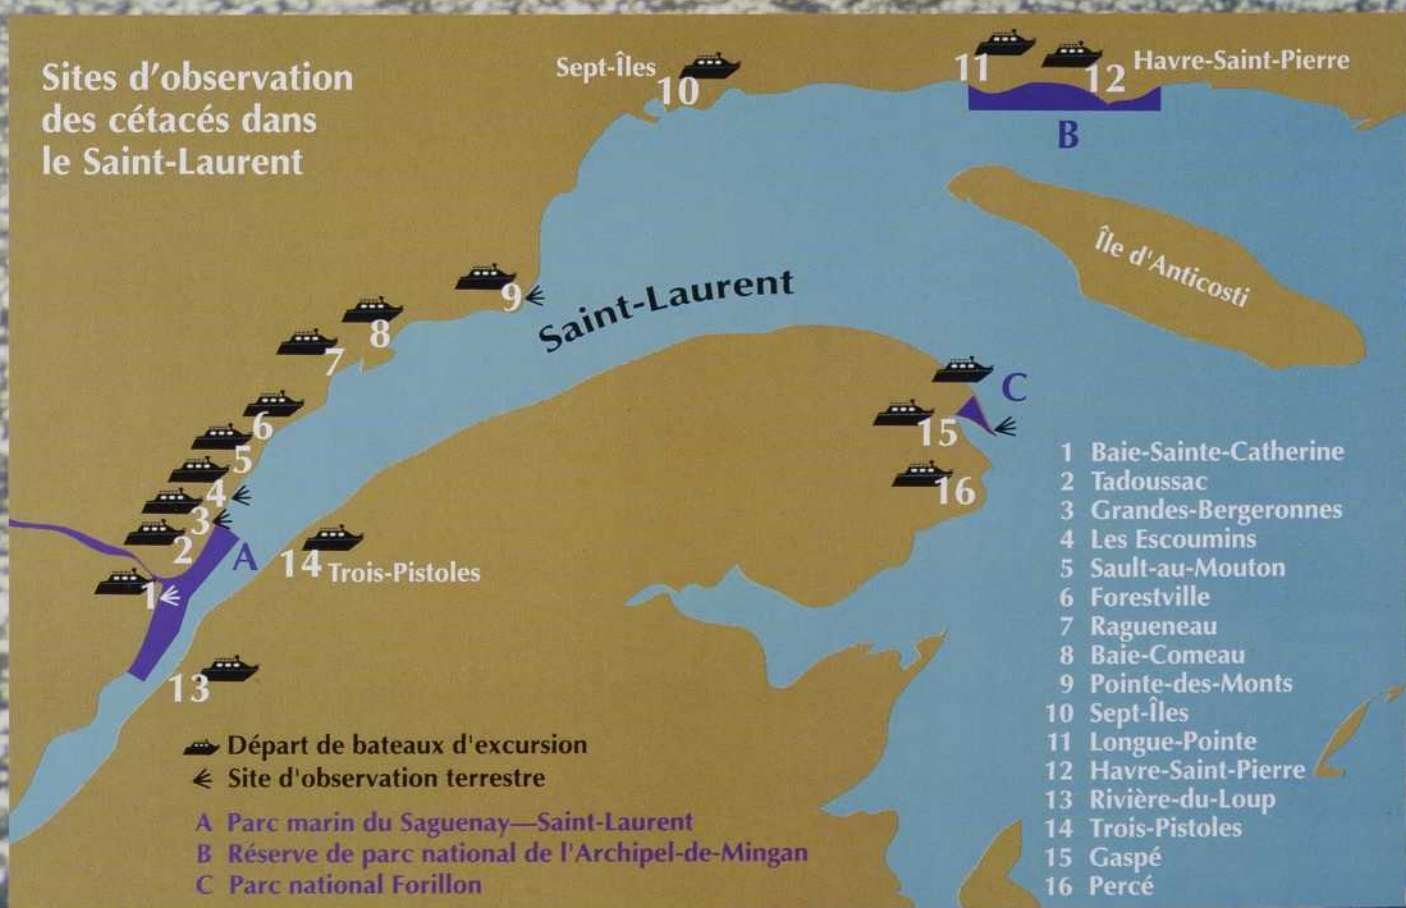 Sites d'observation
des cétacés dans
le Saint-Laurent
Sept-Îles
10
11
12
Havre-Saint-Pierre
B
Île d'Anticosti
Saint-Laurent
9
8
7
6
5
4
3
2
1
A
14 Trois-Pistoles
13
C
15
16
Départ de bateaux d'excursion
Site d'observation terrestre
A Parc marin du Saguenay—Saint-Laurent
B Réserve de parc national de l'Archipel-de-Mingan
C Parc national Forillon
1 Baie-Sainte-Catherine
2 Tadoussac
3 Grandes-Bergeronnes
4 Les Escoumins
5 Sault-au-Mouton
6 Forestville
7 Ragueneau
8 Baie-Comeau
9 Pointe-des-Monts
10 Sept-Îles
11 Longue-Pointe
12 Havre-Saint-Pierre
13 Rivière-du-Loup
14 Trois-Pistoles
15 Gaspé
16 Percé